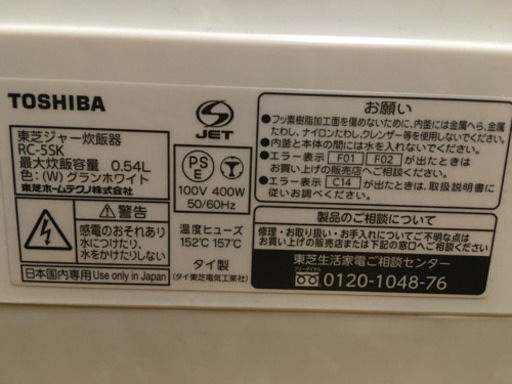 TOSHIBA
東芝ジャー炊飯器
RC-5SK
最大炊飯容量 0.54L
色:(W)グランホワイト
東芝ホームテクノ株式会社
警告
感電のおそれあり
水につけたり、
水をかけたりしない
日本国内専用 Use only in Japan
S
JET
PS
E
100V 400W
50/60Hz
温度ヒューズ
152℃ 157℃
タイ製
(タイ東芝電気工業社)
お願い
●フッ素樹脂加工面を傷めないために、内釜には金属へら、金属
たわし、ナイロンたわし、クレンザー等を使用しないでください。
●内釜と本体の間には水を入れないでください。
●エラー表示 F01 F02 が出たときは
お買い上げの販売店へご相談ください。
●エラー表示 C14 が出たときは、取扱説明書に
従いお調べください。
製品のご相談について
修理・お取り扱い・お手入れについてご不明な点は
お買い上げの販売店または下記の窓口へご相談ください
東芝生活家電ご相談センター
フリーダイヤル
0120-1048-76